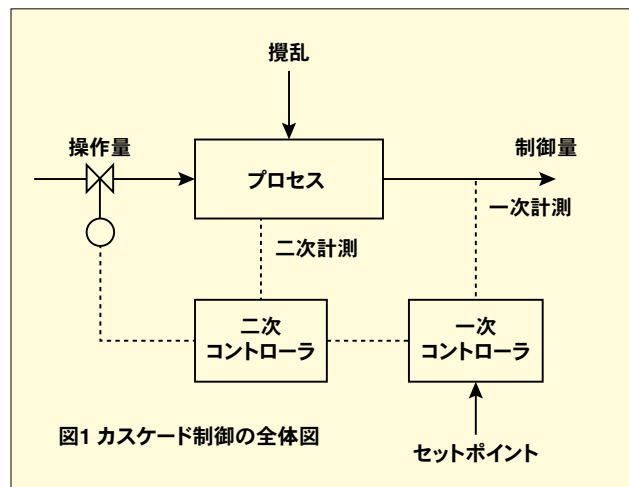 攪乱
操作量
プロセス
制御量
一次計測
二次計測
二次
コントローラ
一次
コントローラ
図1 カスケード制御の全体図
セットポイント